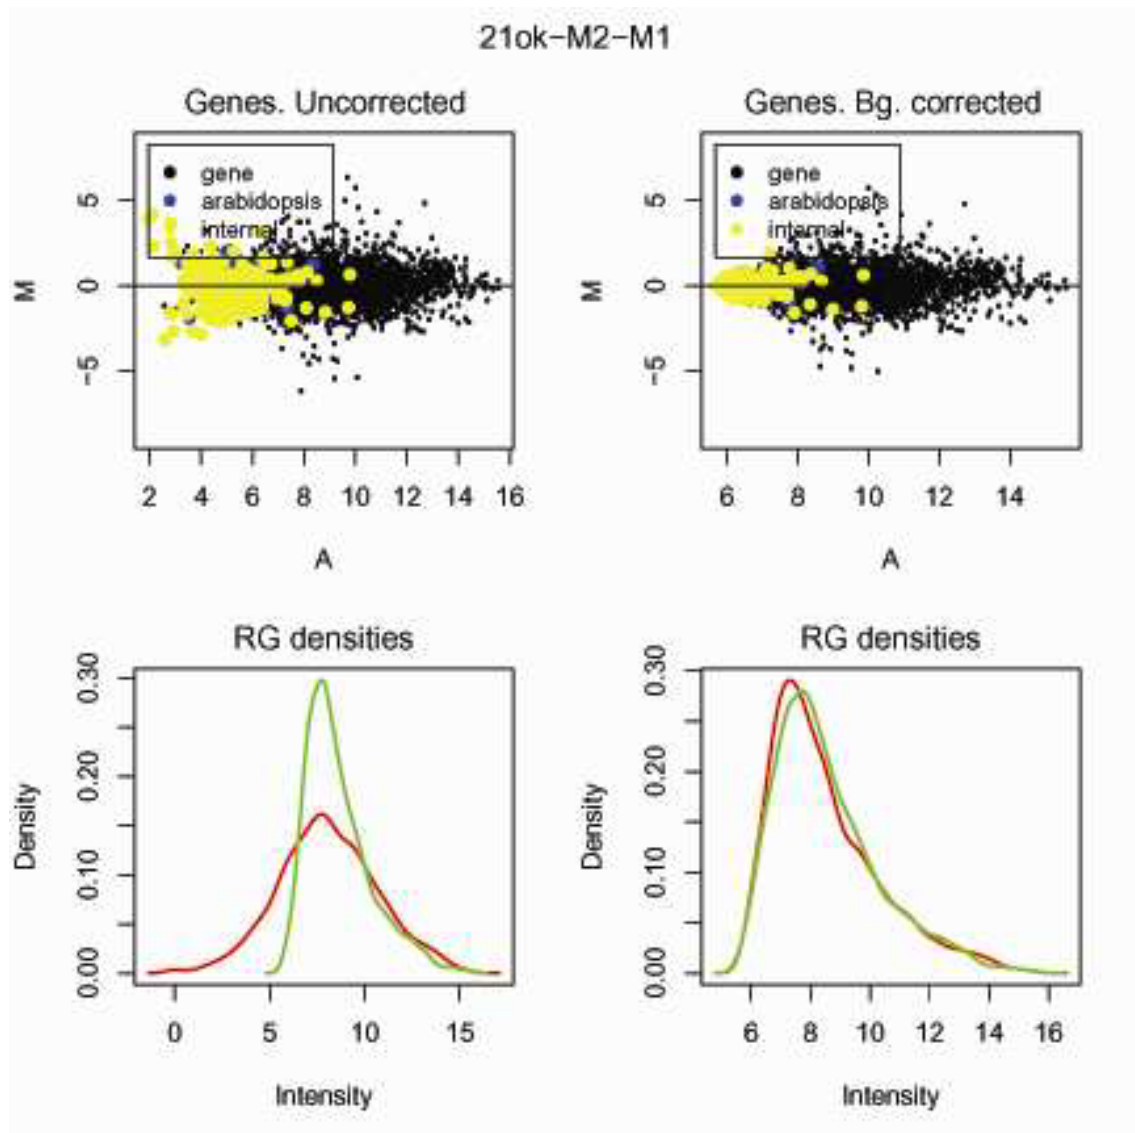 21ok-M2-M1
Genes. Uncorrected
gene
arabidopsis
internal
M
5
0
-5
2 4 6 8 10 12 14 16
A
Genes. Bg. corrected
gene
arabidopsis
internal
M
5
0
-5
6 8 10 12 14
A
RG densities
Density
0.30
0.20
0.10
0.00
0 5 10 15
Intensity
RG densities
Density
0.30
0.20
0.10
0.00
6 8 10 12 14 16
Intensity